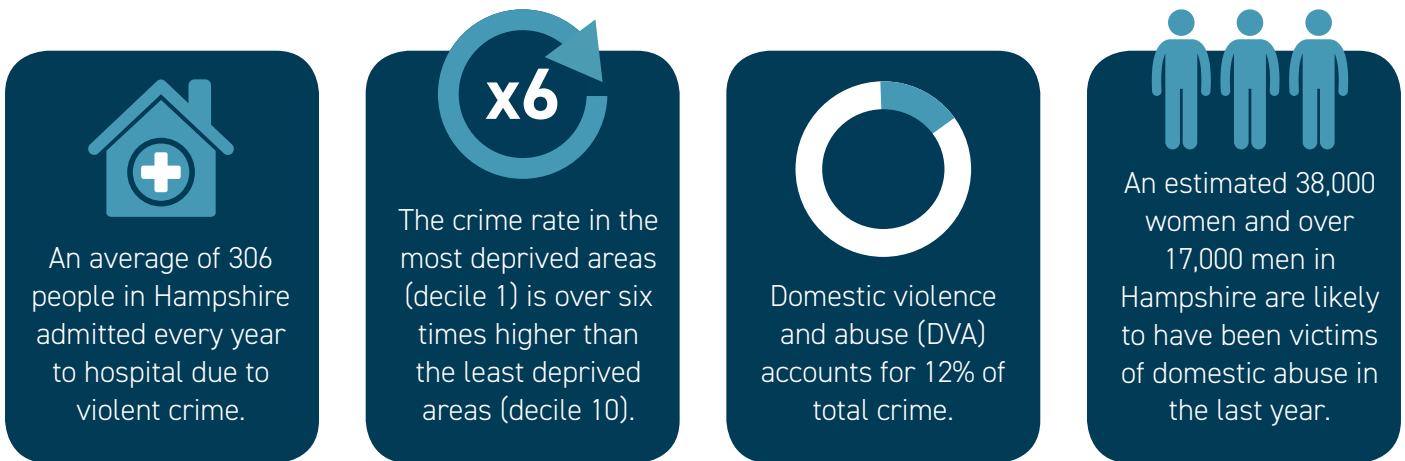 An average of 306
people in Hampshire
admitted every year
to hospital due to
violent crime.
x6
The crime rate in the
most deprived areas
(decile 1) is over six
times higher than
the least deprived
areas (decile 10).
Domestic violence
and abuse (DVA)
accounts for 12% of
total crime.
An estimated 38,000
women and over
17,000 men in
Hampshire are likely
to have been victims
of domestic abuse in
the last year.